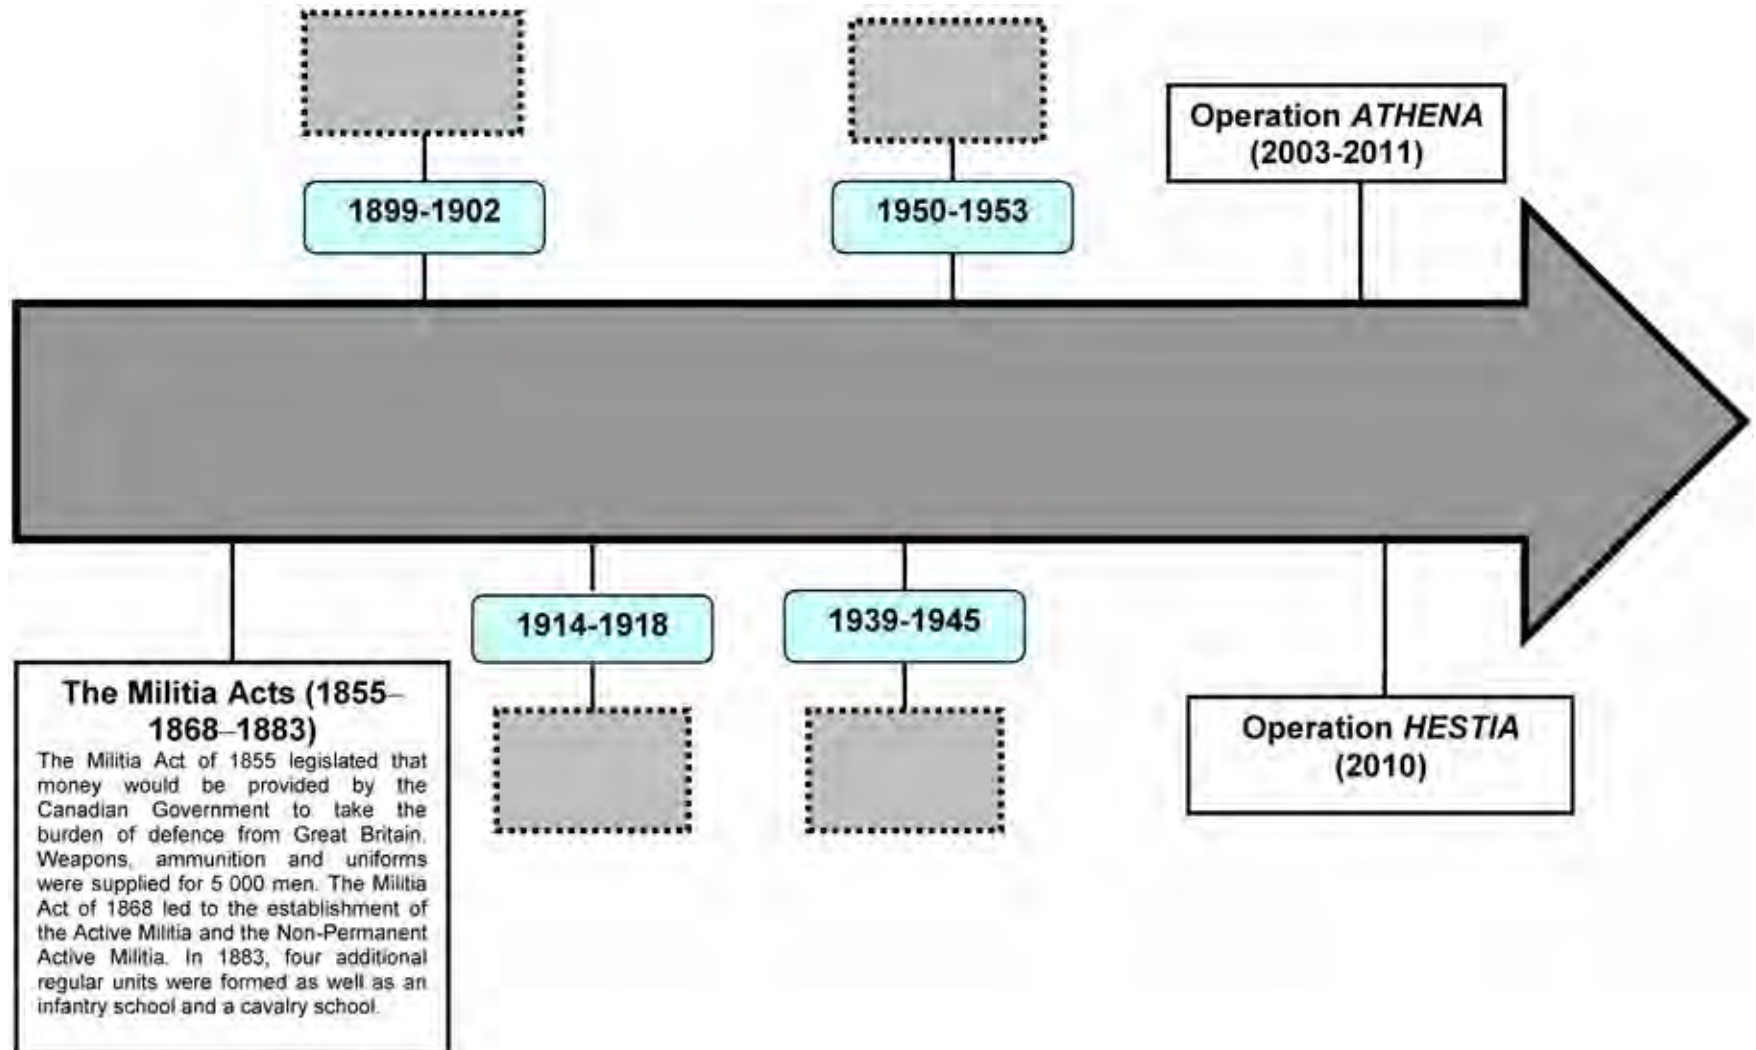 Operation ATHENA
(2003-2011)
1899-1902
1950-1953
1914-1918
1939-1945
The Militia Acts (1855–
1868–1883)
The Militia Act of 1855 legislated that
money would be provided by the
Canadian Government to take the
burden of defence from Great Britain.
Weapons, ammunition and uniforms
were supplied for 5 000 men. The Militia
Act of 1868 led to the establishment of
the Active Militia and the Non-Permanent
Active Militia. In 1883, four additional
regular units were formed as well as an
infantry school and a cavalry school.
Operation HESTIA
(2010)